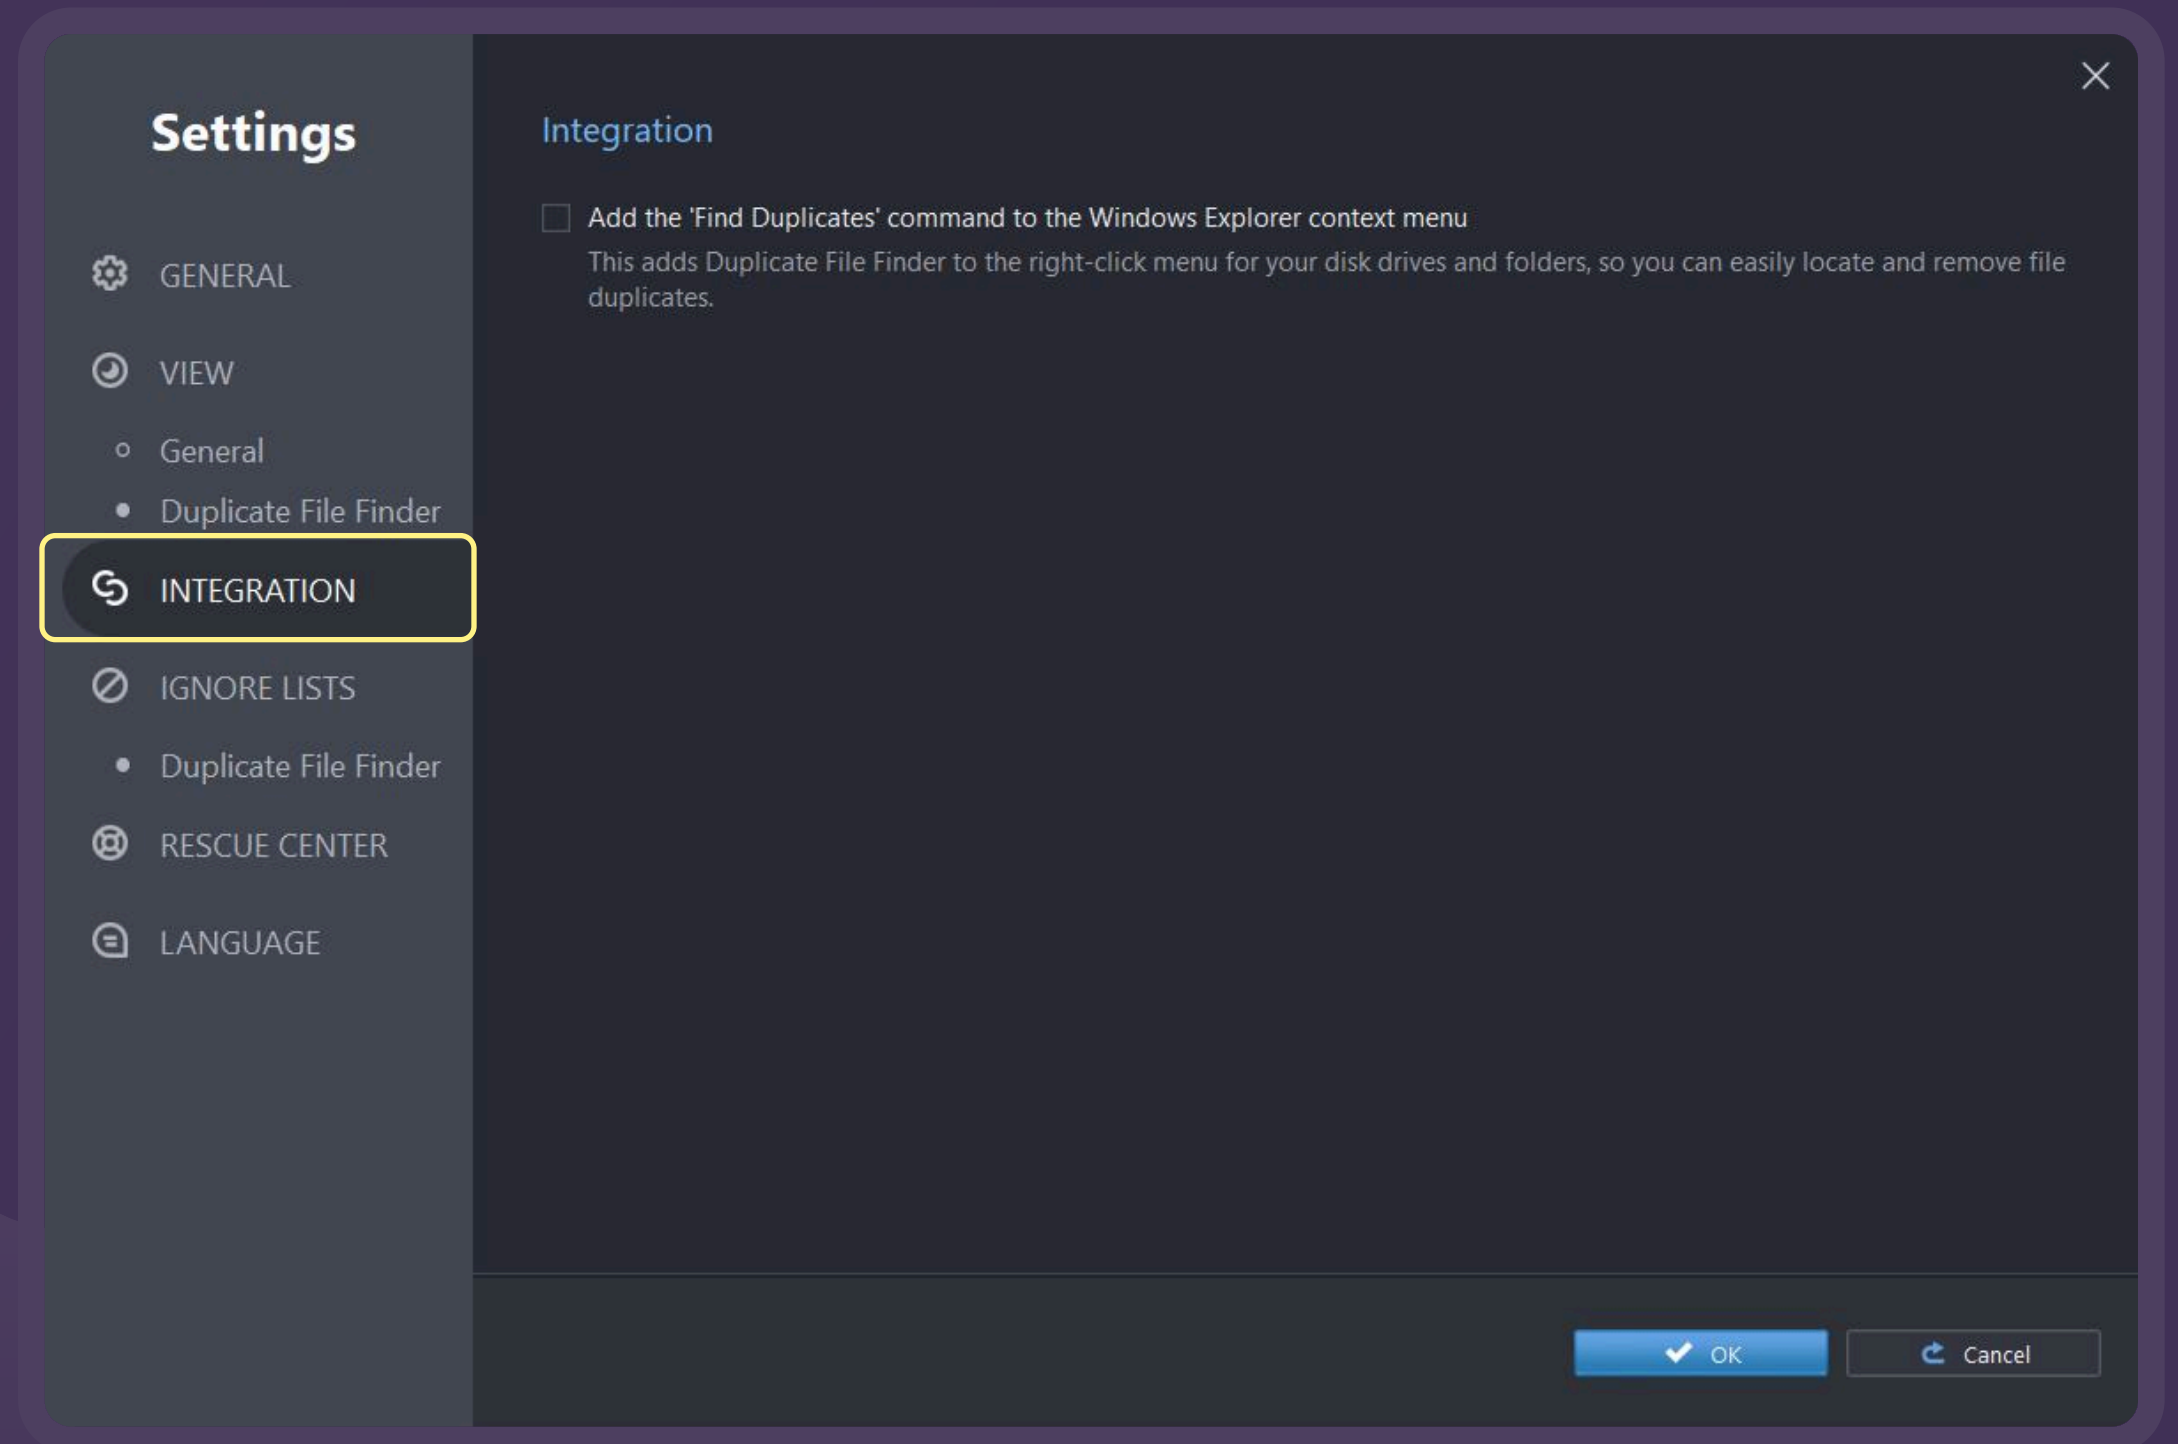 Settings
GENERAL
VIEW
General
Duplicate File Finder
INTEGRATION
IGNORE LISTS
Duplicate File Finder
RESCUE CENTER
LANGUAGE
Integration
Add the 'Find Duplicates' command to the Windows Explorer context menu
This adds Duplicate File Finder to the right-click menu for your disk drives and folders, so you can easily locate and remove file
duplicates.
OK
Cancel